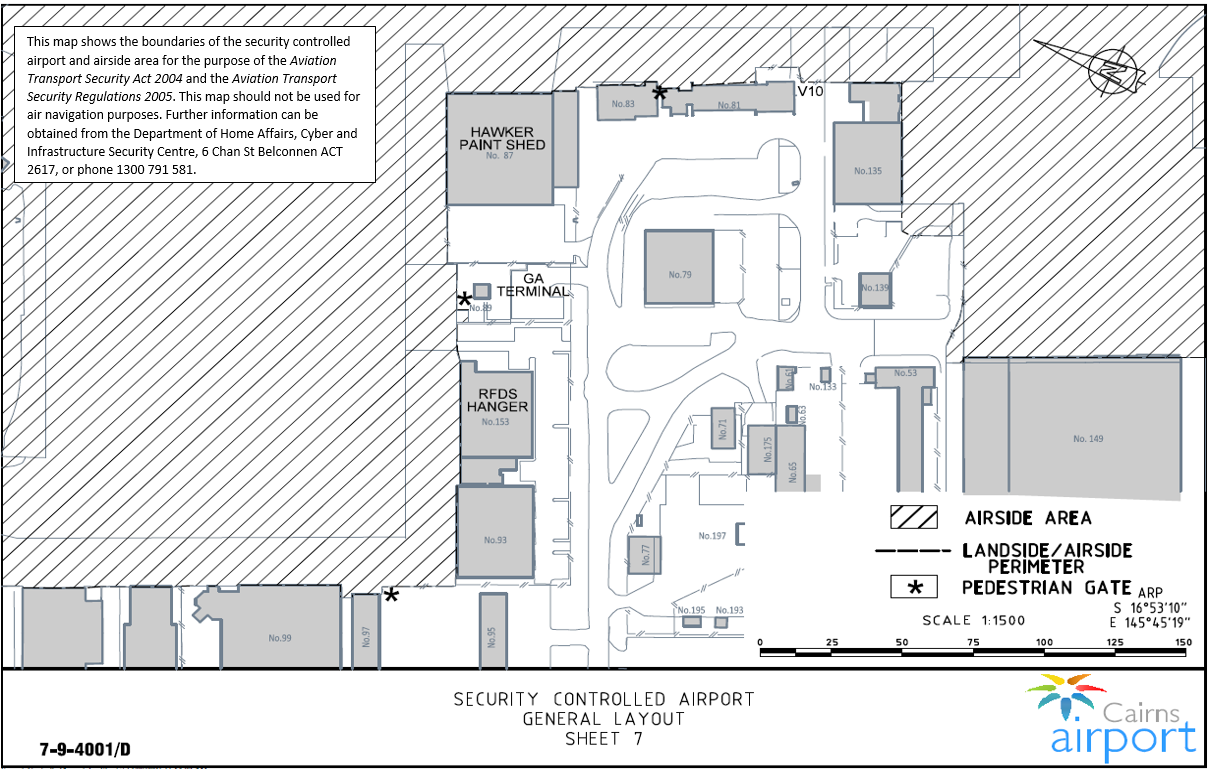 This map shows the boundaries of the security controlled
airport and airside area for the purpose of the Aviation
Transport Security Act 2004 and the Aviation Transport
Security Regulations 2005. This map should not be used for
air navigation purposes. Further information can be
obtained from the Department of Home Affairs, Cyber and
Infrastructure Security Centre, 6 Chan St Belconnen ACT
2617, or phone 1300 791 581.
N
HAWKER
PAINT SHED
No. 87
No.83
No.81
V10
No.135
No.79
No.139
GA
TERMINAL
No.89
RFDS
HANGER
No.153
No.93
No.61
No.133
No.53
No.63
No.71
No.175
No.65
No. 149
No.77
No.197
No.195
No.193
No.99
No.97
No.95
AIRSIDE AREA
LANDSIDE/AIRSIDE
PERIMETER
* PEDESTRIAN GATE
ARP
S 16°53'10"
E 145°45'19"
SCALE 1:1500
0 25 50 75 100 125 150
SECURITY CONTROLLED AIRPORT
GENERAL LAYOUT
SHEET 7
7-9-4001/D
Cairns
airport